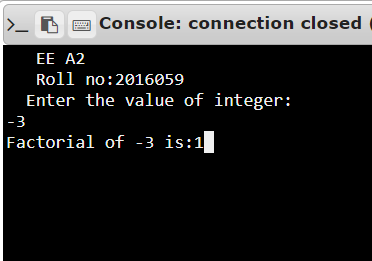 >_ Console: connection closed (
EE A2
Roll no:2016059
Enter the value of integer:
-3
Factorial of -3 is:1